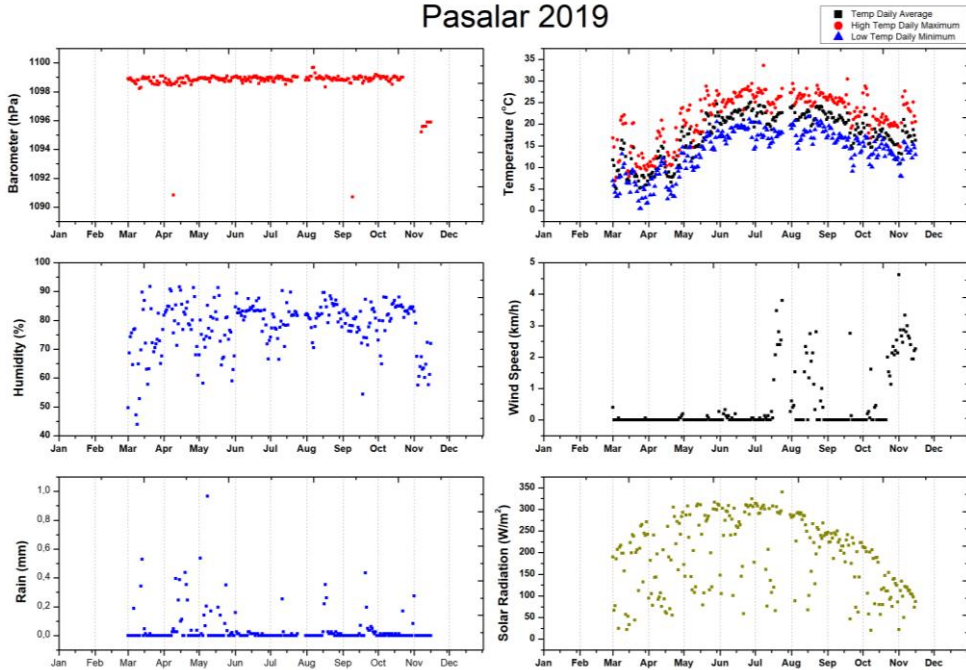 Pasalar 2019
Temp Daily Average
High Temp Daily Maximum
Low Temp Daily Minimum
Barometer (hPa)
1100
1098
1096
1094
1092
1090
Jan Feb Mar Apr May Jun Jul Aug Sep Oct Nov Dec
Temperature (°C)
35
30
25
20
15
10
5
0
Jan Feb Mar Apr May Jun Jul Aug Sep Oct Nov Dec
Humidity (%)
100
90
80
70
60
50
40
Jan Feb Mar Apr May Jun Jul Aug Sep Oct Nov Dec
Wind Speed (km/h)
5
4
3
2
1
0
Jan Feb Mar Apr May Jun Jul Aug Sep Oct Nov Dec
Rain (mm)
1,0
0,8
0,6
0,4
0,2
0,0
Jan Feb Mar Apr May Jun Jul Aug Sep Oct Nov Dec
Solar Radiation (W/m²)
350
300
250
200
150
100
50
0
Jan Feb Mar Apr May Jun Jul Aug Sep Oct Nov Dec